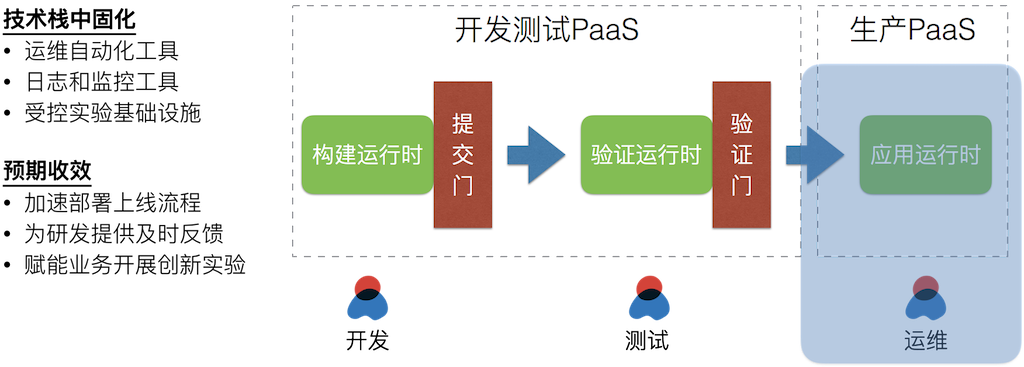 技术栈中固化
• 运维自动化工具
• 日志和监控工具
• 受控实验基础设施
预期收效
• 加速部署上线流程
• 为研发提供及时反馈
• 赋能业务开展创新实验
开发测试PaaS
生产PaaS
构建运行时
提交门
验证运行时
验证门
应用运行时
开发
测试
运维